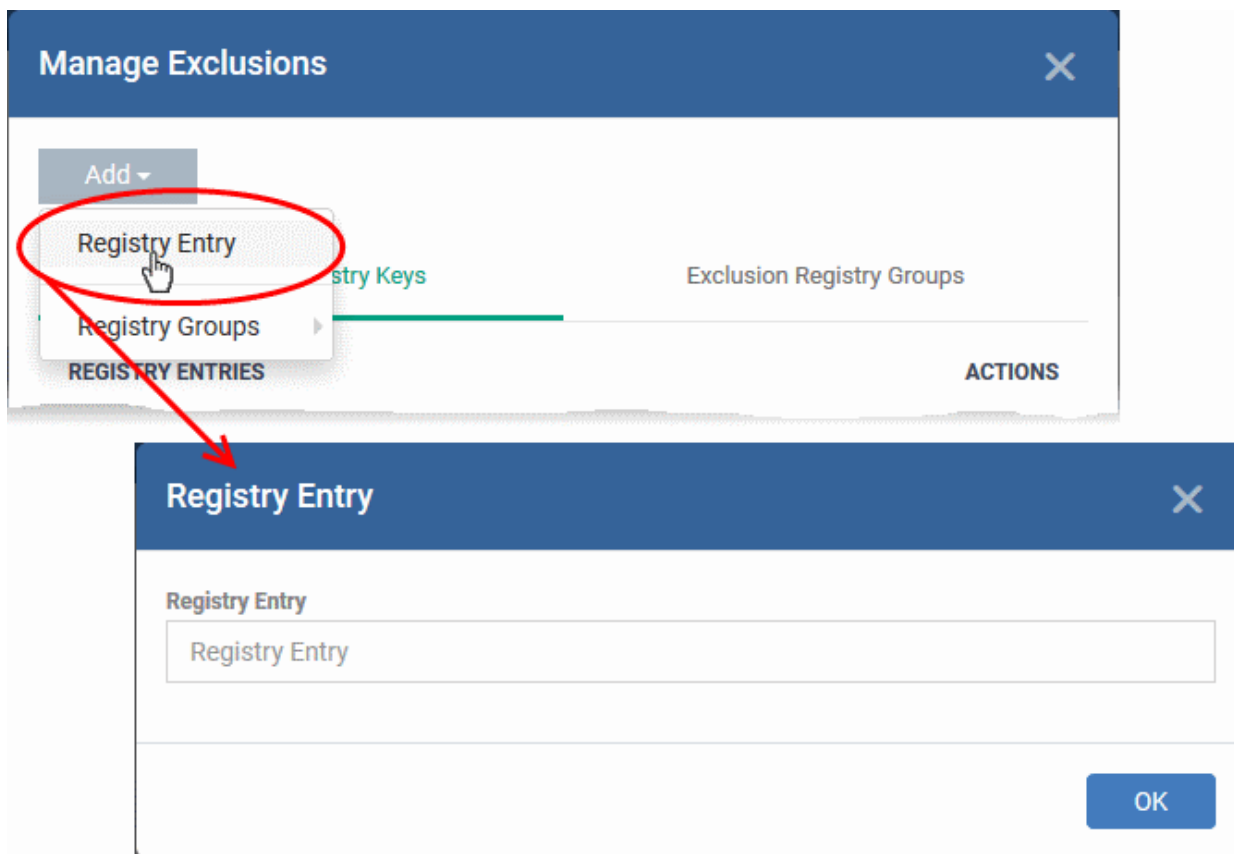 Manage Exclusions
Add
Registry Entry
stry Keys
Exclusion Registry Groups
Registry Groups
REGISTRY ENTRIES
ACTIONS
Registry Entry
Registry Entry
Registry Entry
OK